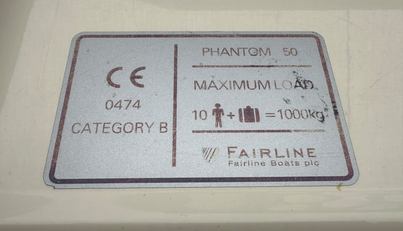 CE
0474
CATEGORY B
PHANTOM 50
MAXIMUM LOAD
10 + = 1000kg
FAIRLINE
Fairline Boats plc